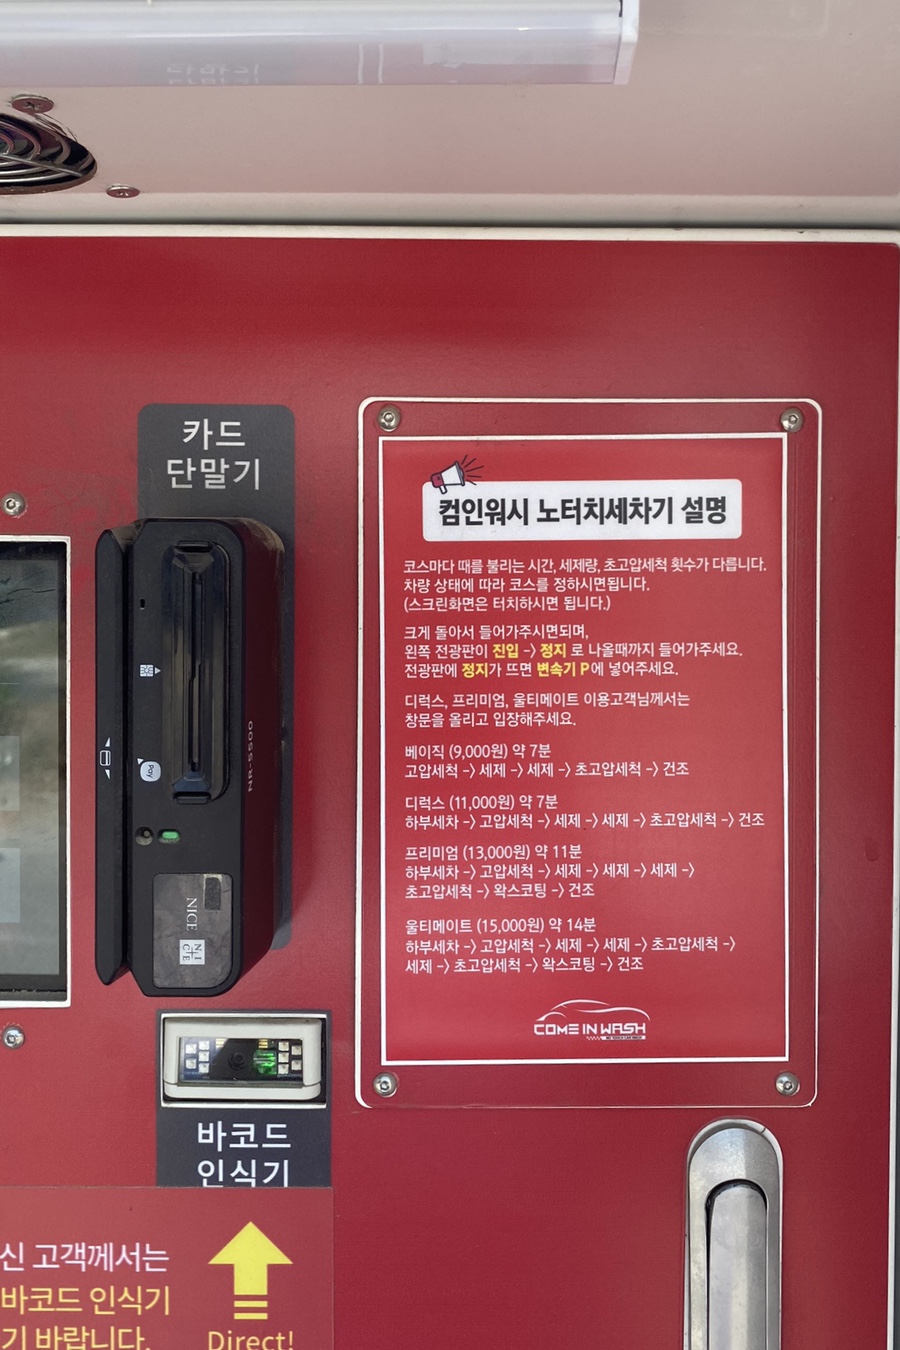 카드
단말기
NR-S500
Pay
NICE
NI
CE
바코드
인식기
신 고객께서는
바코드 인식기
기 바랍니다.
Direct!
컴인워시 노터치세차기 설명
코스마다 때를 불리는 시간, 세제량, 초고압세척 횟수가 다릅니다.
차량 상태에 따라 코스를 정하시면됩니다.
(스크린화면은 터치하시면 됩니다.)
크게 돌아서 들어가주시면되며,
왼쪽 전광판이 진입 -> 정지 로 나올때까지 들어가주세요.
전광판에 정지가 뜨면 변속기 P에 넣어주세요.
디럭스, 프리미엄, 울티메이트 이용고객님께서는
창문을 올리고 입장해주세요.
베이직 (9,000원) 약 7분
고압세척 -> 세제 -> 세제 -> 초고압세척 -> 건조
디럭스 (11,000원) 약 7분
하부세차 -> 고압세척 -> 세제 -> 세제 -> 초고압세척 -> 건조
프리미엄 (13,000원) 약 11분
하부세차 -> 고압세척 -> 세제 -> 세제 -> 세제 ->
초고압세척 -> 왁스코팅 -> 건조
울티메이트 (15,000원) 약 14분
하부세차 -> 고압세척 -> 세제 -> 세제 -> 초고압세척 ->
세제 -> 초고압세척 -> 왁스코팅 -> 건조
COME IN WASH